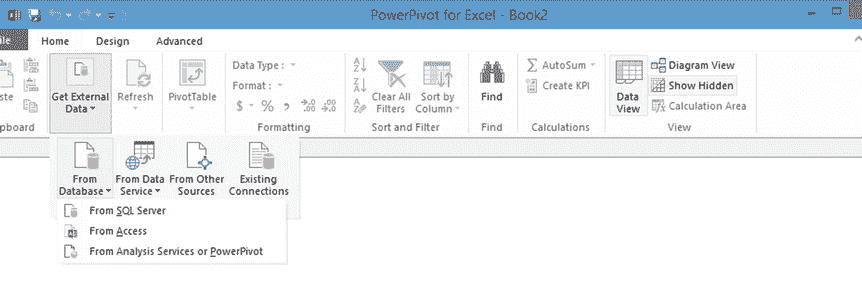 PowerPivot for Excel - Book2
ile Home Design Advanced
ste
lipboard
Get External
Data
Refresh
PivotTable
Data Type :
Format :
$ % , .00
Formatting
Clear All
Filters
Sort by
Column
Sort and Filter
Find
Find
AutoSum
Create KPI
Calculations
Data
View
Diagram View
Show Hidden
Calculation Area
View
From
Database
From Data
Service
From Other
Sources
Existing
Connections
From SQL Server
From Access
From Analysis Services or PowerPivot